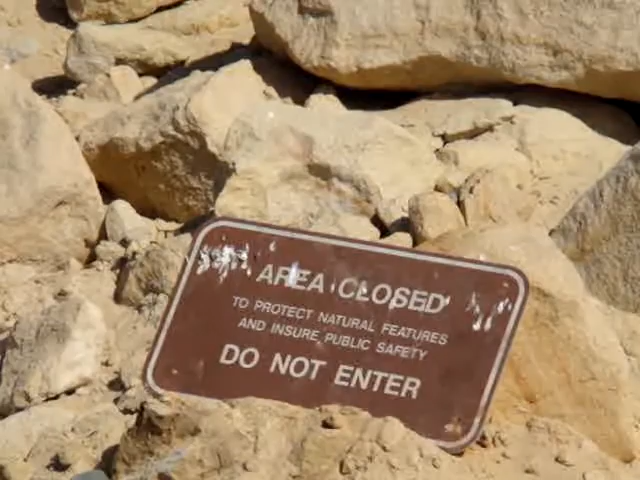 AREA CLOSED
TO PROTECT NATURAL FEATURES
AND INSURE PUBLIC SAFETY
DO NOT ENTER